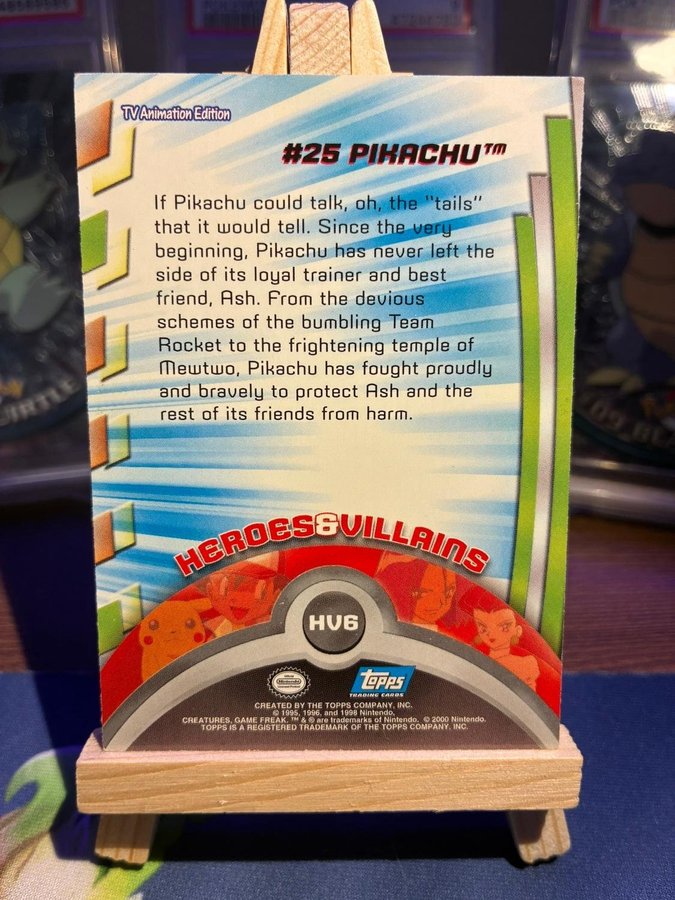 TV Animation Edition
#25 PIKACHU™
If Pikachu could talk, oh, the "tails"
that it would tell. Since the very
beginning, Pikachu has never left the
side of its loyal trainer and best
friend, Ash. From the devious
schemes of the bumbling Team
Rocket to the frightening temple of
Mewtwo, Pikachu has fought proudly
and bravely to protect Ash and the
rest of its friends from harm.
HEROES&VILLAINS
HV6
Nintendo
TOPPS
TRADING CARDS
CREATED BY THE TOPPS COMPANY, INC.
© 1995, 1996, and 1998 Nintendo.
CREATURES, GAME FREAK. ™ & ® are trademarks of Nintendo. © 2000 Nintendo.
TOPPS IS A REGISTERED TRADEMARK OF THE TOPPS COMPANY, INC.